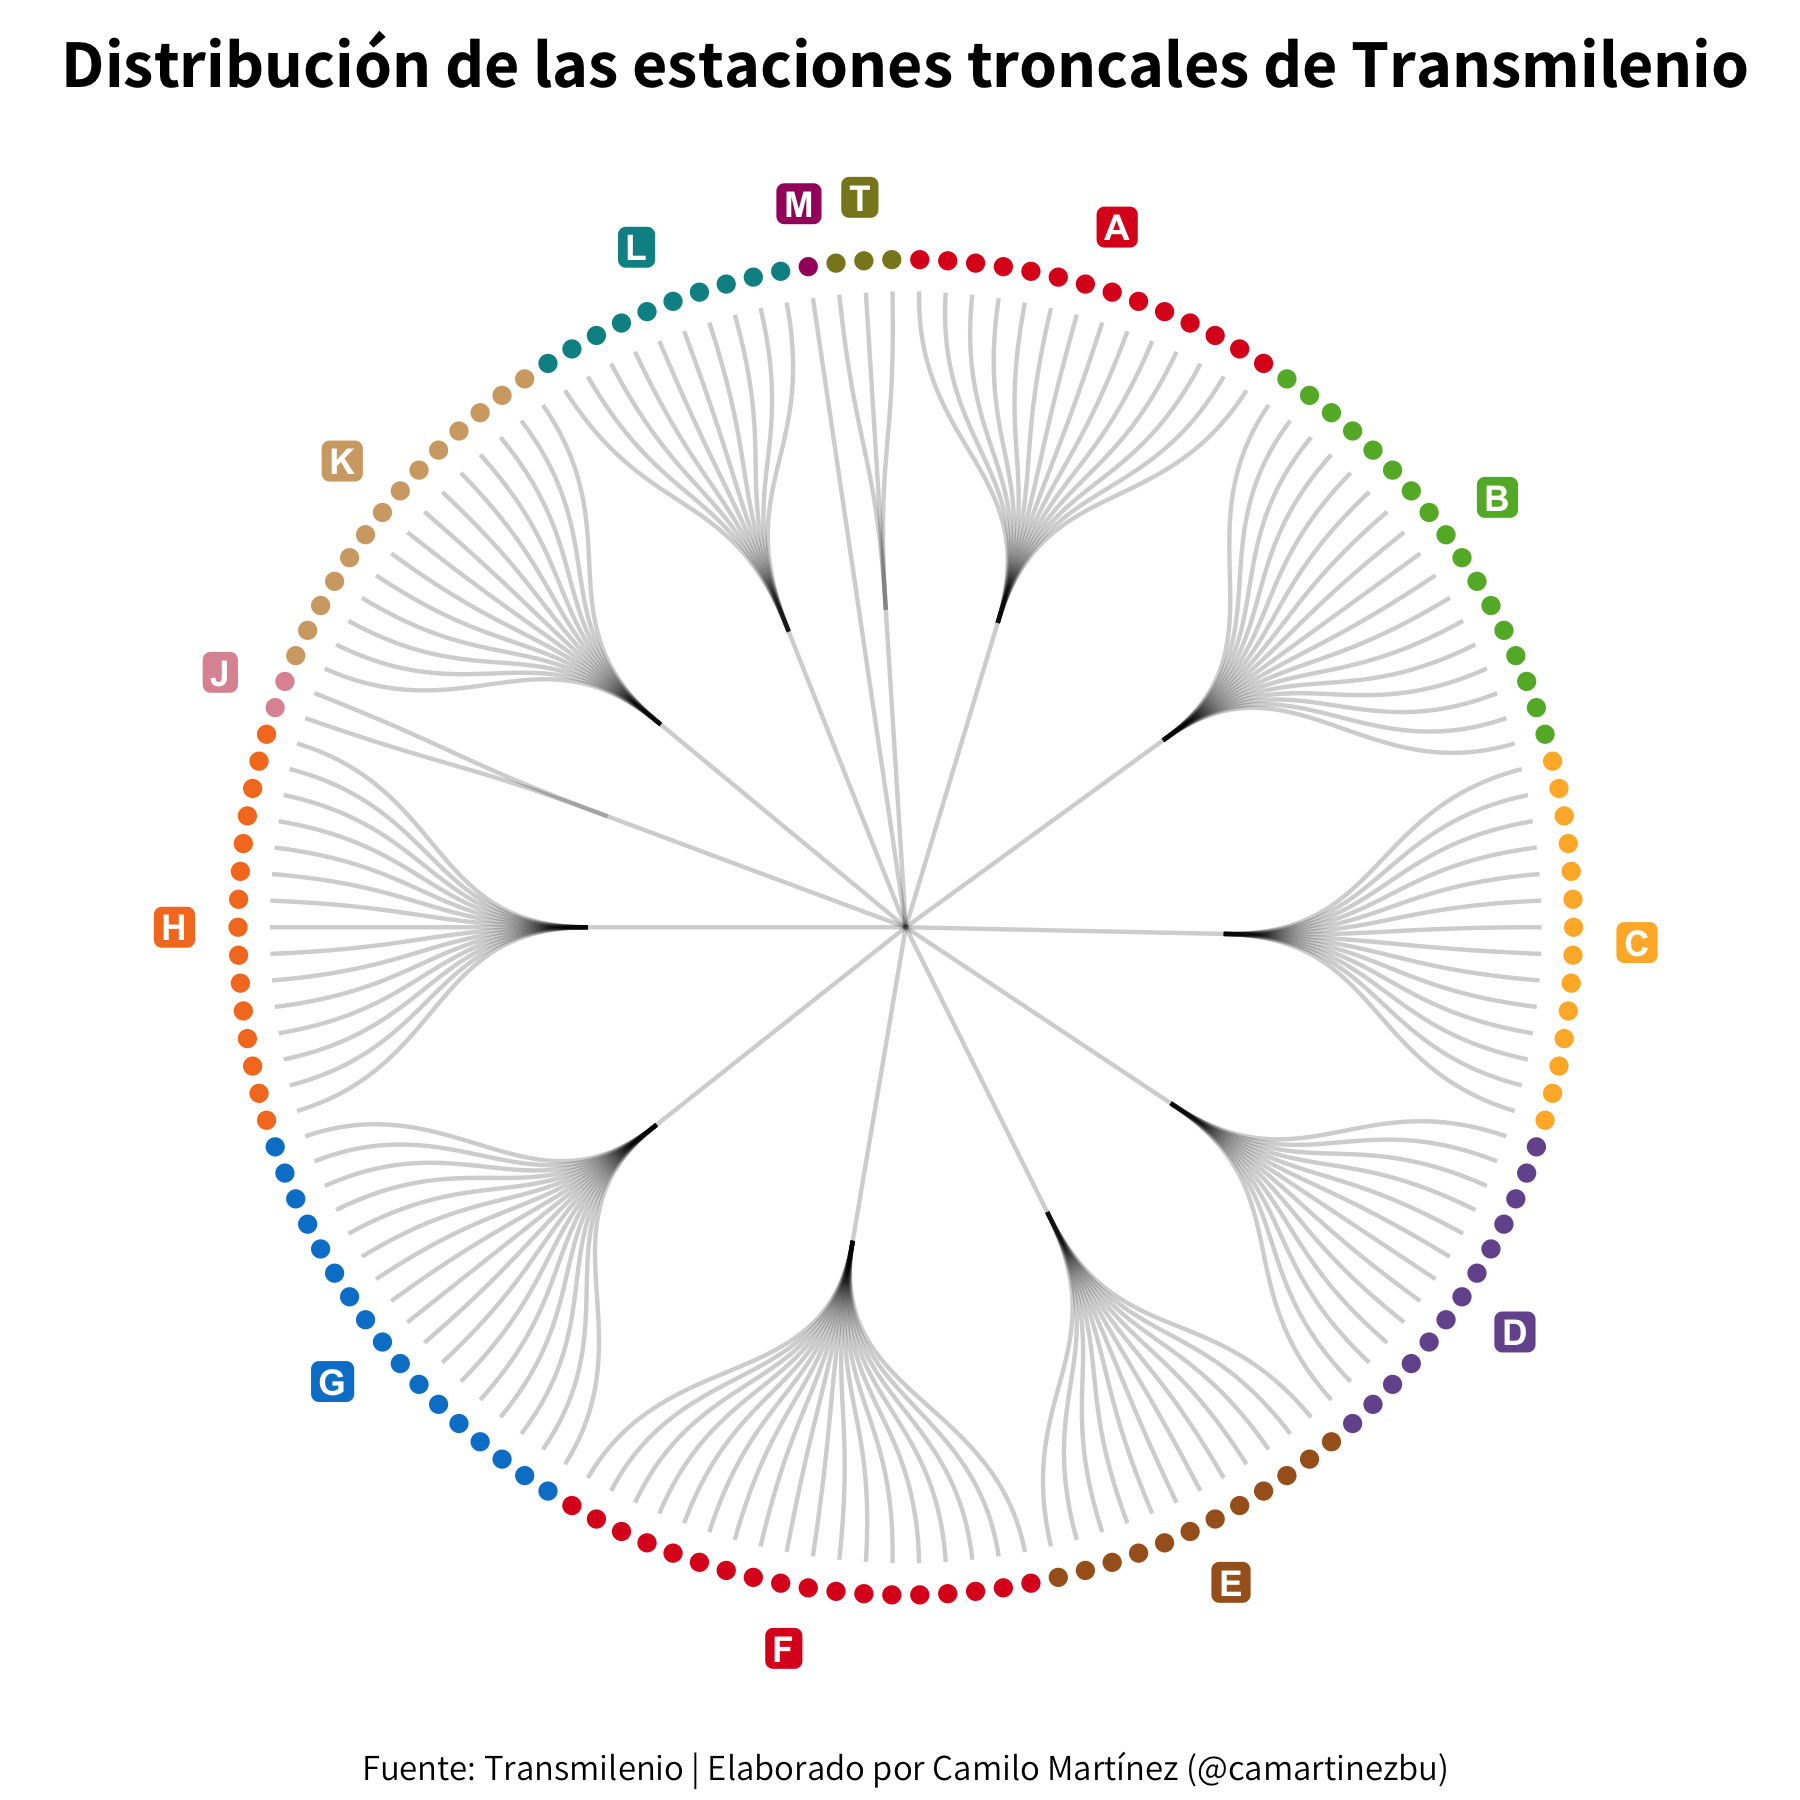 Distribución de las estaciones troncales de Transmilenio
M
T
A
L
K
B
J
H
C
D
G
E
F
Fuente: Transmilenio | Elaborado por Camilo Martínez (@camartinezbu)